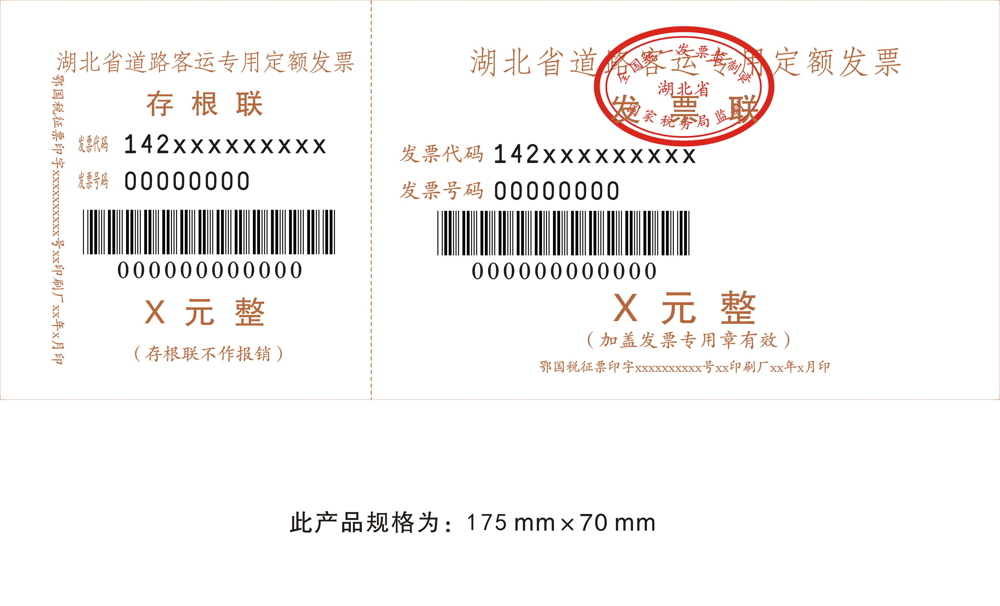 湖北省道路客运专用定额发票
存根联
发票代码 142xxxxxxxxx
发票号码 00000000
000000000000
X元整
（存根联不作报销）
鄂国税征票印字xxxxxxxxxx号xx印刷厂xx年x月印
湖北省道路客运专用定额发票
全国统一发票监制章
湖北省
国家税务局监制
发票联
发票代码 142xxxxxxxxx
发票号码 00000000
000000000000
X元整
（加盖发票专用章有效）
鄂国税征票印字xxxxxxxxxx号xx印刷厂xx年x月印
此产品规格为：175 mm×70 mm